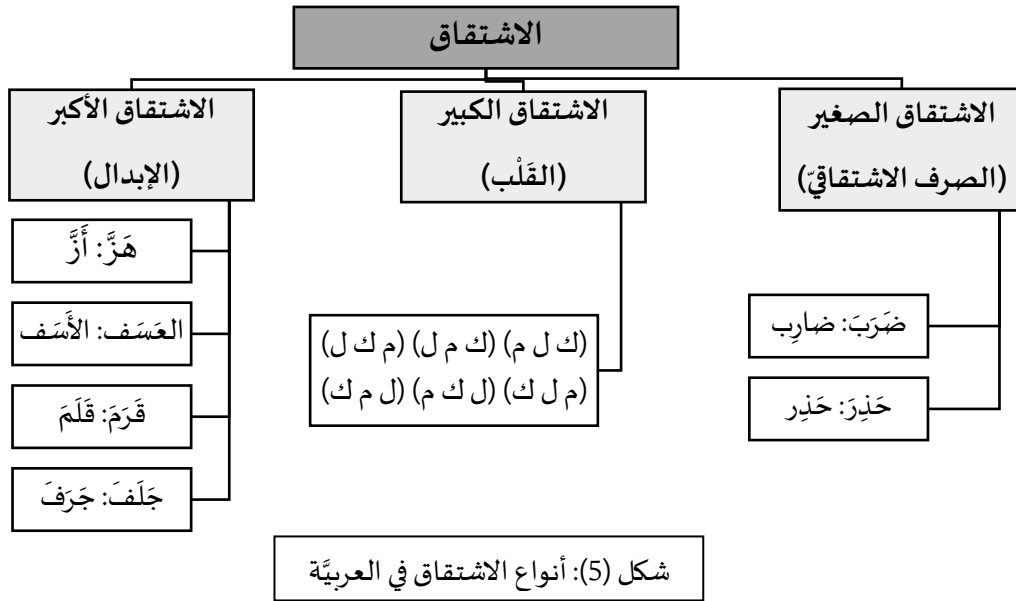 الاشتقاق
الاشتقاق الصغير
(الصرف الاشتقاقيّ)
ضَرَبَ: ضارِب
حَذِرَ: حَذِر
الاشتقاق الكبير
(القَلْب)
(ك ل م) (ك م ل) (م ك ل)
(م ل ك) (ل ك م) (ل م ك)
الاشتقاق الأكبر
(الإبدال)
هَزَّ: أَزَّ
العَسَف: الأَسَف
قَرَمَ: قَلَمَ
جَلَفَ: جَرَفَ
شكل (5): أنواع الاشتقاق في العربيَّة